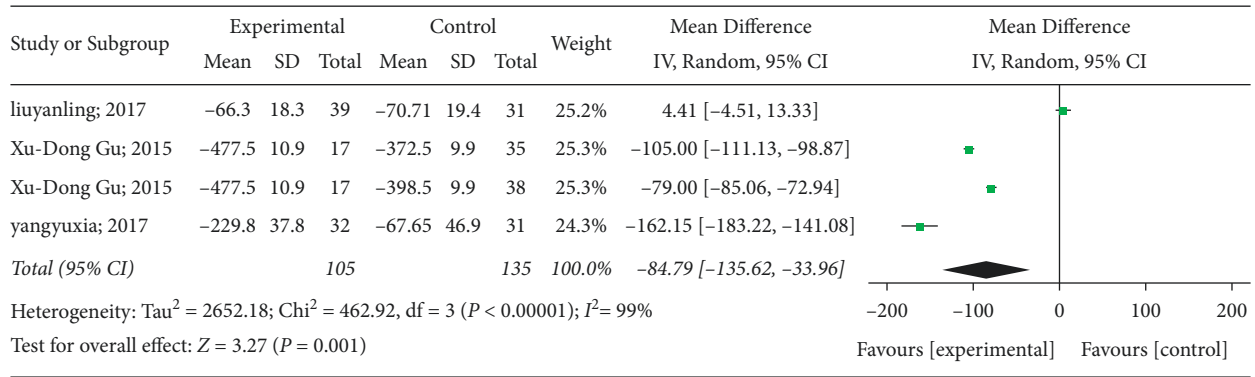 Study or Subgroup Experimental Control Weight Mean Difference Mean Difference
Mean SD Total Mean SD Total IV, Random, 95% CI IV, Random, 95% CI
liuyanling; 2017 –66.3 18.3 39 –70.71 19.4 31 25.2% 4.41 [–4.51, 13.33]
Xu-Dong Gu; 2015 –477.5 10.9 17 –372.5 9.9 35 25.3% –105.00 [–111.13, –98.87]
Xu-Dong Gu; 2015 –477.5 10.9 17 –398.5 9.9 38 25.3% –79.00 [–85.06, –72.94]
yangyuxia; 2017 –229.8 37.8 32 –67.65 46.9 31 24.3% –162.15 [–183.22, –141.08]
Total (95% CI) 105 135 100.0% –84.79 [–135.62, –33.96]
Heterogeneity: Tau² = 2652.18; Chi² = 462.92, df = 3 (P < 0.00001); I²= 99%
Test for overall effect: Z = 3.27 (P = 0.001)
–200 –100 0 100 200
Favours [experimental] Favours [control]